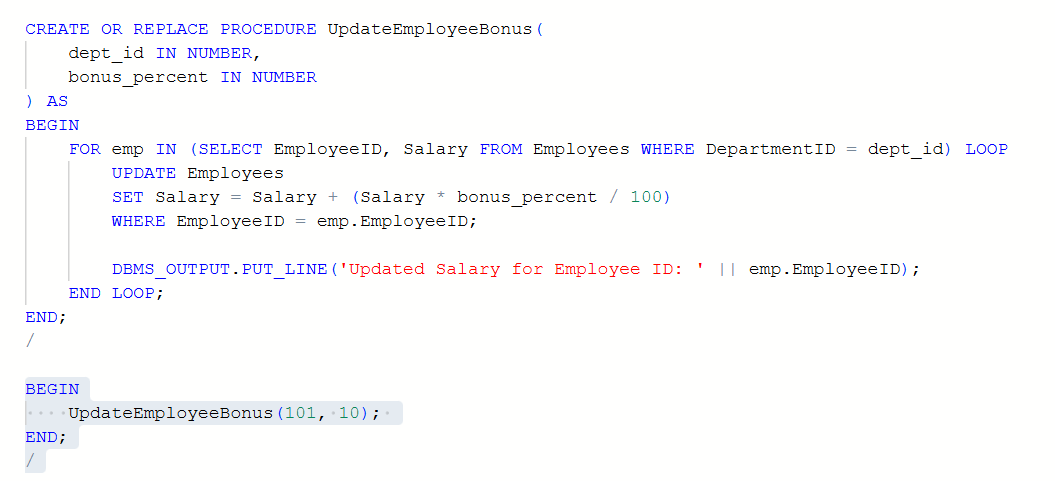 CREATE OR REPLACE PROCEDURE UpdateEmployeeBonus(
    dept_id IN NUMBER,
    bonus_percent IN NUMBER
) AS
BEGIN
    FOR emp IN (SELECT EmployeeID, Salary FROM Employees WHERE DepartmentID = dept_id) LOOP
        UPDATE Employees
        SET Salary = Salary + (Salary * bonus_percent / 100)
        WHERE EmployeeID = emp.EmployeeID;

        DBMS_OUTPUT.PUT_LINE('Updated Salary for Employee ID: ' || emp.EmployeeID);
    END LOOP;
END;
/

BEGIN
    UpdateEmployeeBonus(101, 10);
END;
/